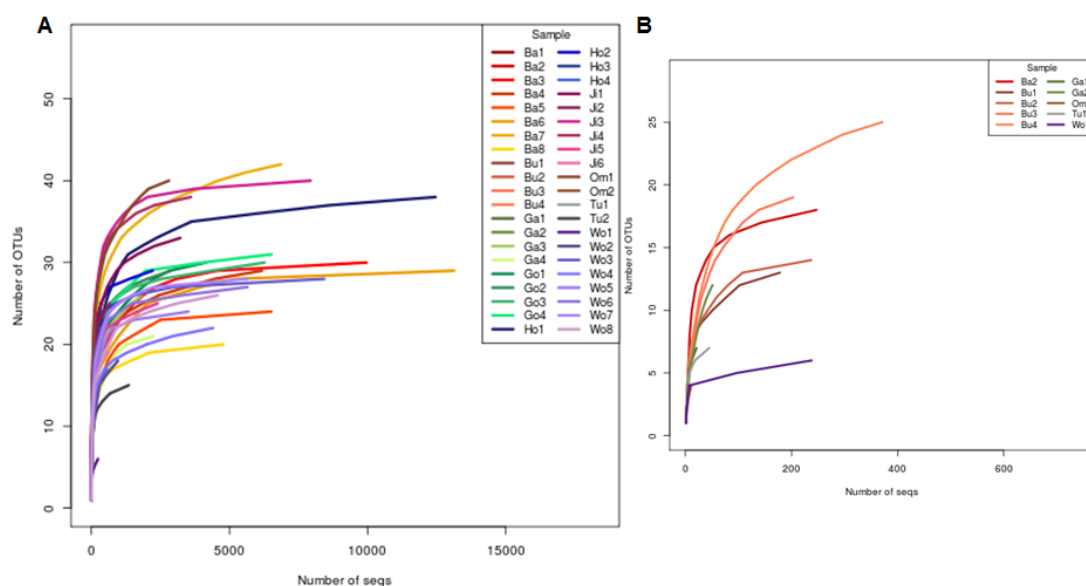 A
B
Sample
Ba1 Ho2
Ba2 Ho3
Ba3 Ho4
Ba4 Ji1
Ba5 Ji2
Ba6 Ji3
Ba7 Ji4
Ba8 Ji5
Bu1 Ji6
Bu2 Om1
Bu3 Om2
Bu4 Tu1
Ga1 Tu2
Ga2 Wo1
Ga3 Wo2
Ga4 Wo4
Go1 Wo5
Go2 Wo6
Go3 Wo7
Go4 Wo8
Ho1
Number of OTUs
50
40
30
20
10
0
0 5000 10000 15000
Number of seqs
Sample
Ba2 Ga1
Bu1 Ga2
Bu2 Om
Bu3 Tu1
Bu4 Wo
Number of OTUs
25
20
15
10
5
0
0 200 400 600
Number of seqs